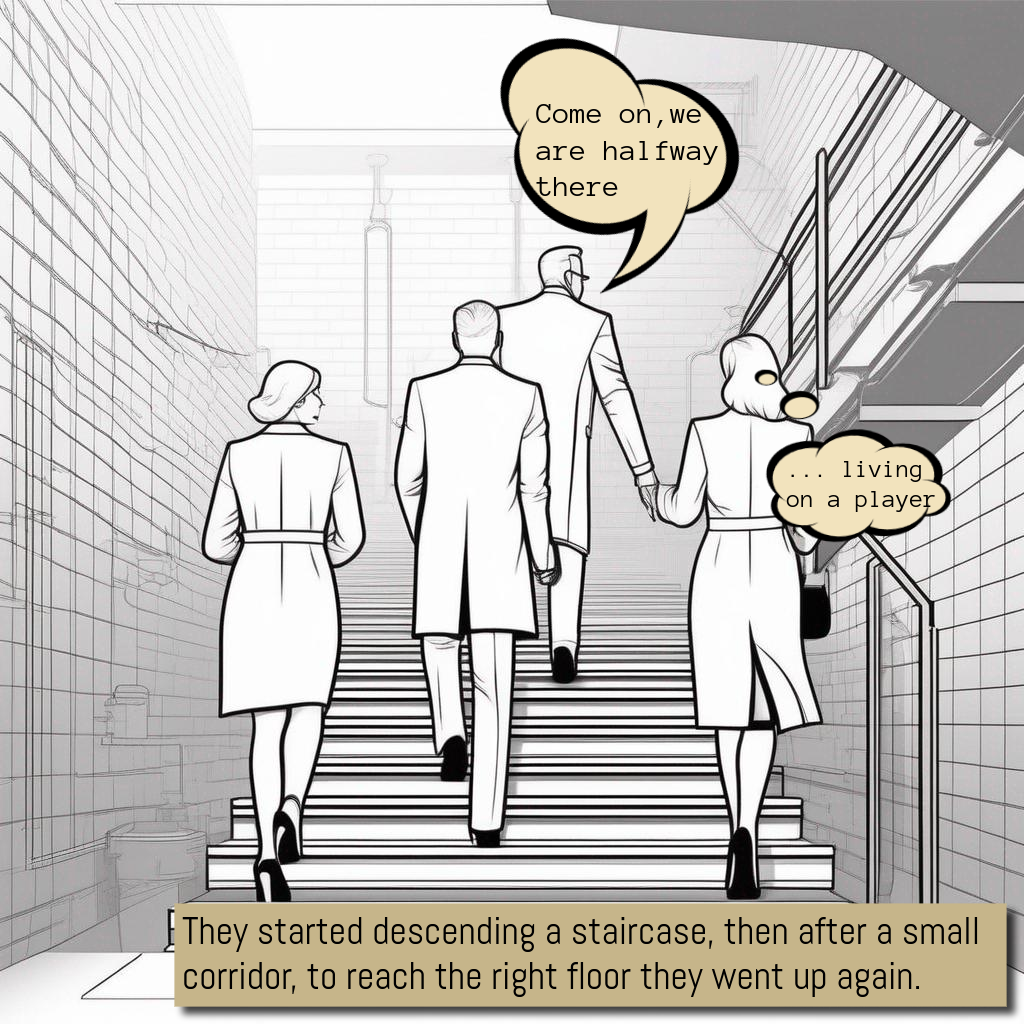 Come on,we
are halfway
there
... living
on a player
They started descending a staircase, then after a small
corridor, to reach the right floor they went up again.